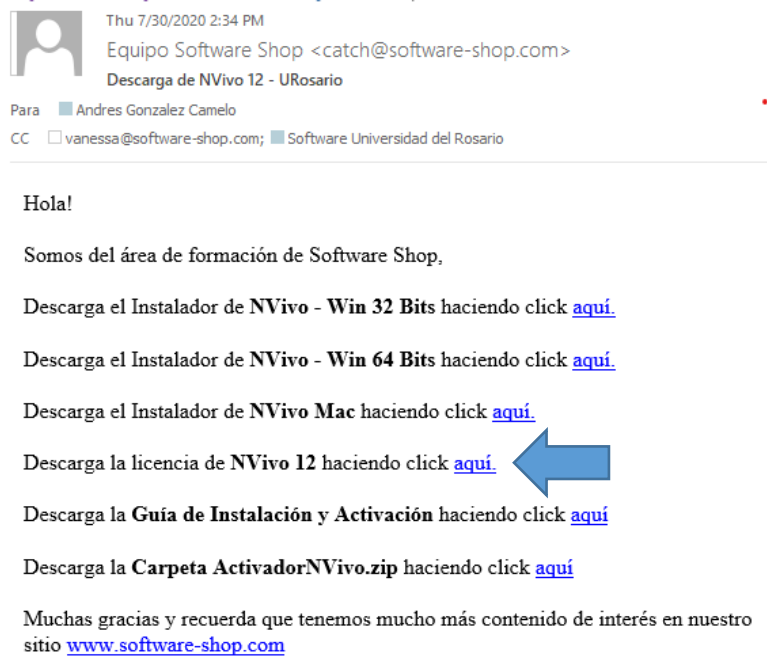 Thu 7/30/2020 2:34 PM
Equipo Software Shop <catch@software-shop.com>
Descarga de NVivo 12 - URosario
Para Andres Gonzalez Camelo
CC vanessa@software-shop.com; Software Universidad del Rosario
Hola!
Somos del área de formación de Software Shop,
Descarga el Instalador de NVivo - Win 32 Bits haciendo click aquí.
Descarga el Instalador de NVivo - Win 64 Bits haciendo click aquí.
Descarga el Instalador de NVivo Mac haciendo click aquí.
Descarga la licencia de NVivo 12 haciendo click aquí.
Descarga la Guía de Instalación y Activación haciendo click aquí
Descarga la Carpeta ActivadorNVivo.zip haciendo click aquí
Muchas gracias y recuerda que tenemos mucho más contenido de interés en nuestro
sitio www.software-shop.com